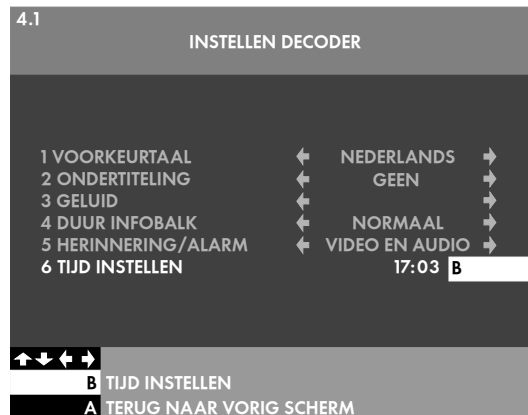 4.1
INSTELLEN DECODER
1 VOORKEURTAAL NEDERLANDS
2 ONDERTITELING GEEN
3 GELUID
4 DUUR INFOBALK NORMAAL
5 HERINNERING/ALARM VIDEO EN AUDIO
6 TIJD INSTELLEN 17:03 B
B TIJD INSTELLEN
A TERUG NAAR VORIG SCHERM